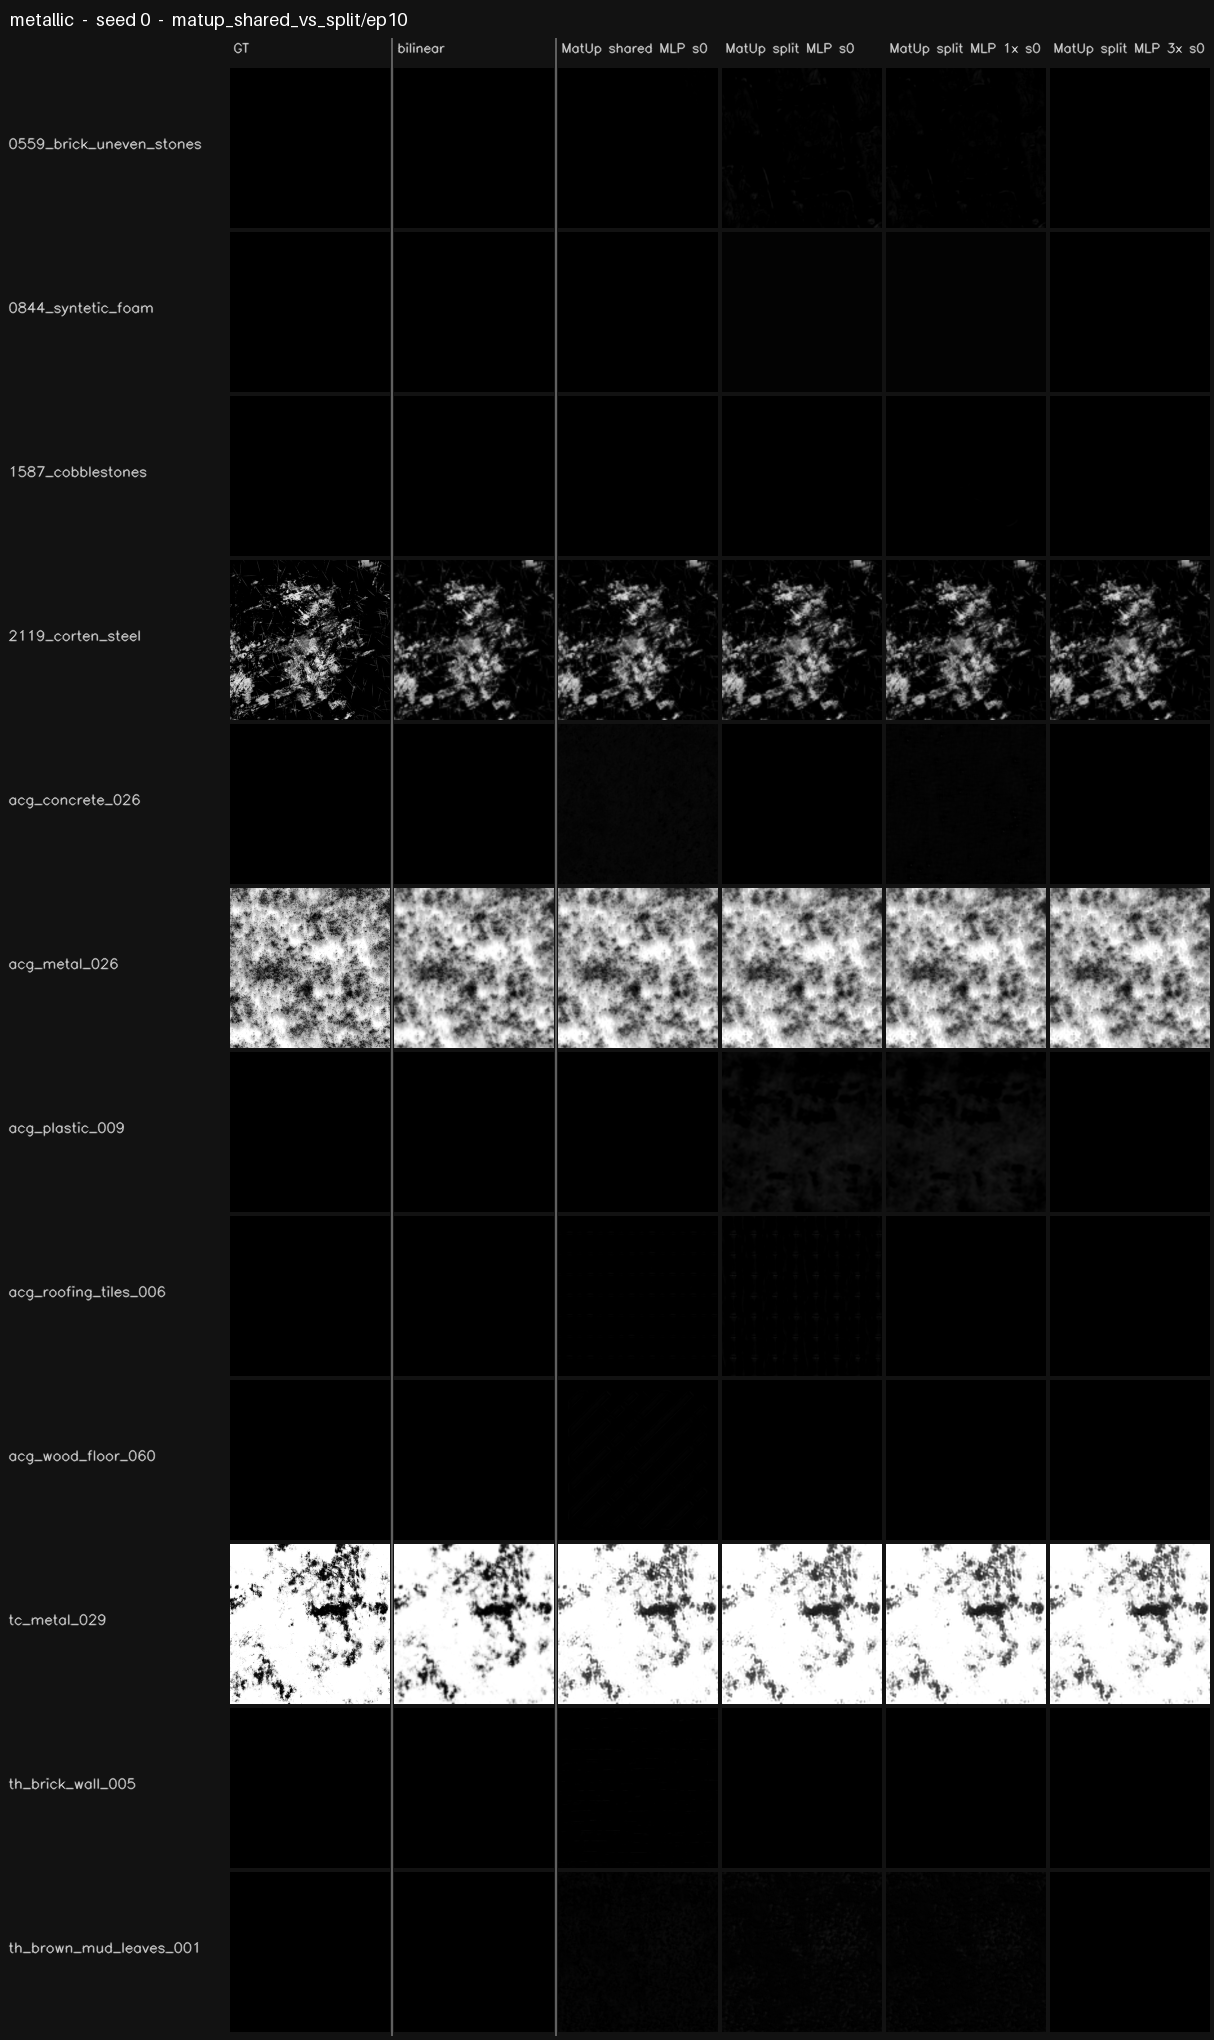 metallic - seed 0 - matup_shared_vs_split/ep10
GT bilinear MatUp shared MLP s0 MatUp split MLP s0 MatUp split MLP 1x s0 MatUp split MLP 3x s0
0559_brick_uneven_stones
0844_syntetic_foam
1587_cobblestones
2119_corten_steel
acg_concrete_026
acg_metal_026
acg_plastic_009
acg_roofing_tiles_006
acg_wood_floor_060
tc_metal_029
th_brick_wall_005
th_brown_mud_leaves_001